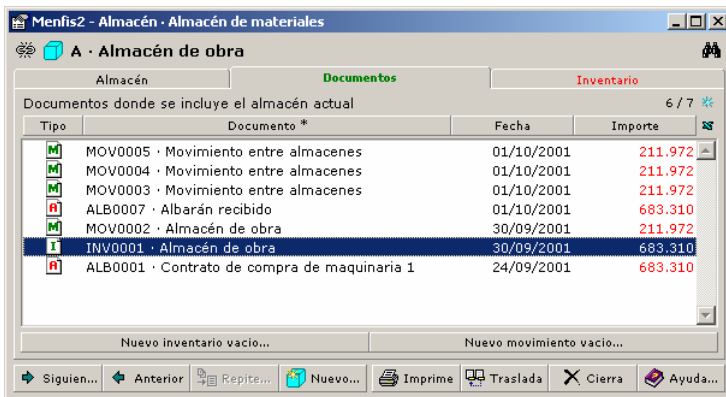 Menfis2 - Almacén · Almacén de materiales
A · Almacén de obra
Almacén Documentos Inventario
Documentos donde se incluye el almacén actual 6 / 7
Tipo Documento * Fecha Importe
M MOV0005 · Movimiento entre almacenes 01/10/2001 211.972
M MOV0004 · Movimiento entre almacenes 01/10/2001 211.972
M MOV0003 · Movimiento entre almacenes 01/10/2001 211.972
A ALB0007 · Albarán recibido 01/10/2001 683.310
M MOV0002 · Almacén de obra 30/09/2001 211.972
I INV0001 · Almacén de obra 30/09/2001 683.310
A ALB0001 · Contrato de compra de maquinaria 1 24/09/2001 683.310
Nuevo inventario vacio... Nuevo movimiento vacio...
Siguien... Anterior Repite... Nuevo... Imprime Traslada Cierra Ayuda...